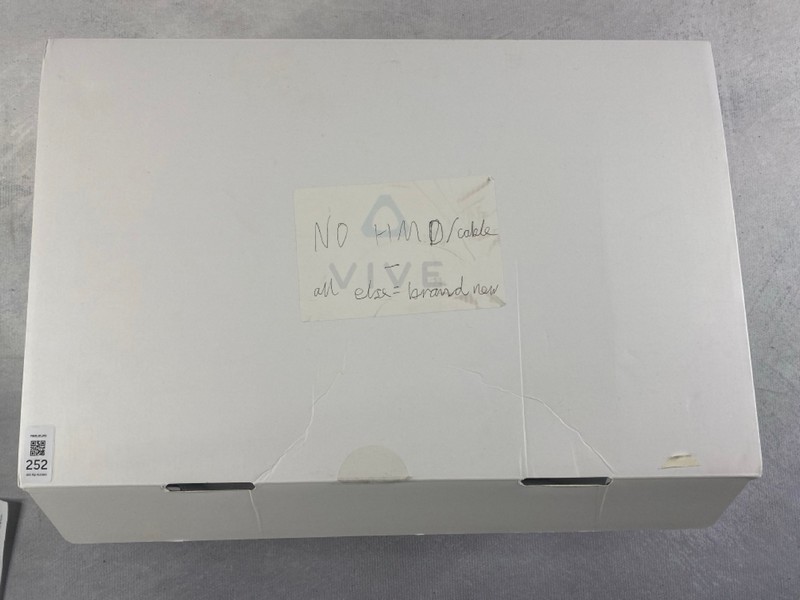 NO HMD/cable
-
VIVE
all else = brand new
252